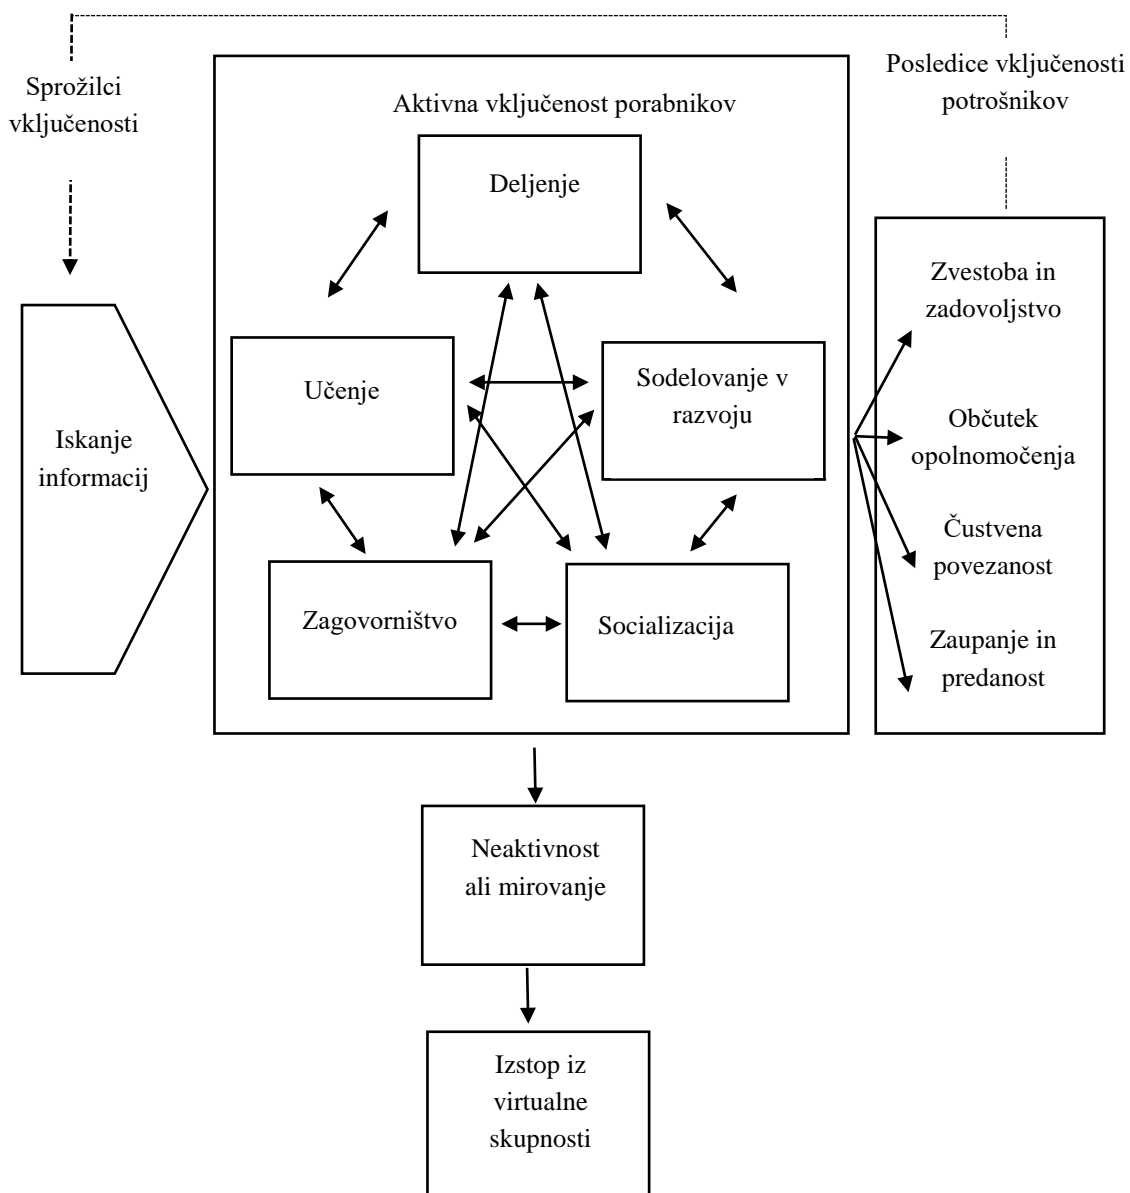 Sprožilci
vključenosti
Posledice vključenosti
potrošnikov
Aktivna vključenost porabnikov
Deljenje
Zvestoba in
zadovoljstvo
Učenje
Sodelovanje v
razvoju
Iskanje
informacij
Občutek
opolnomočenja
Čustvena
povezanost
Zagovorništvo
Socializacija
Zaupanje in
predanost
Neaktivnost
ali mirovanje
Izstop iz
virtualne
skupnosti